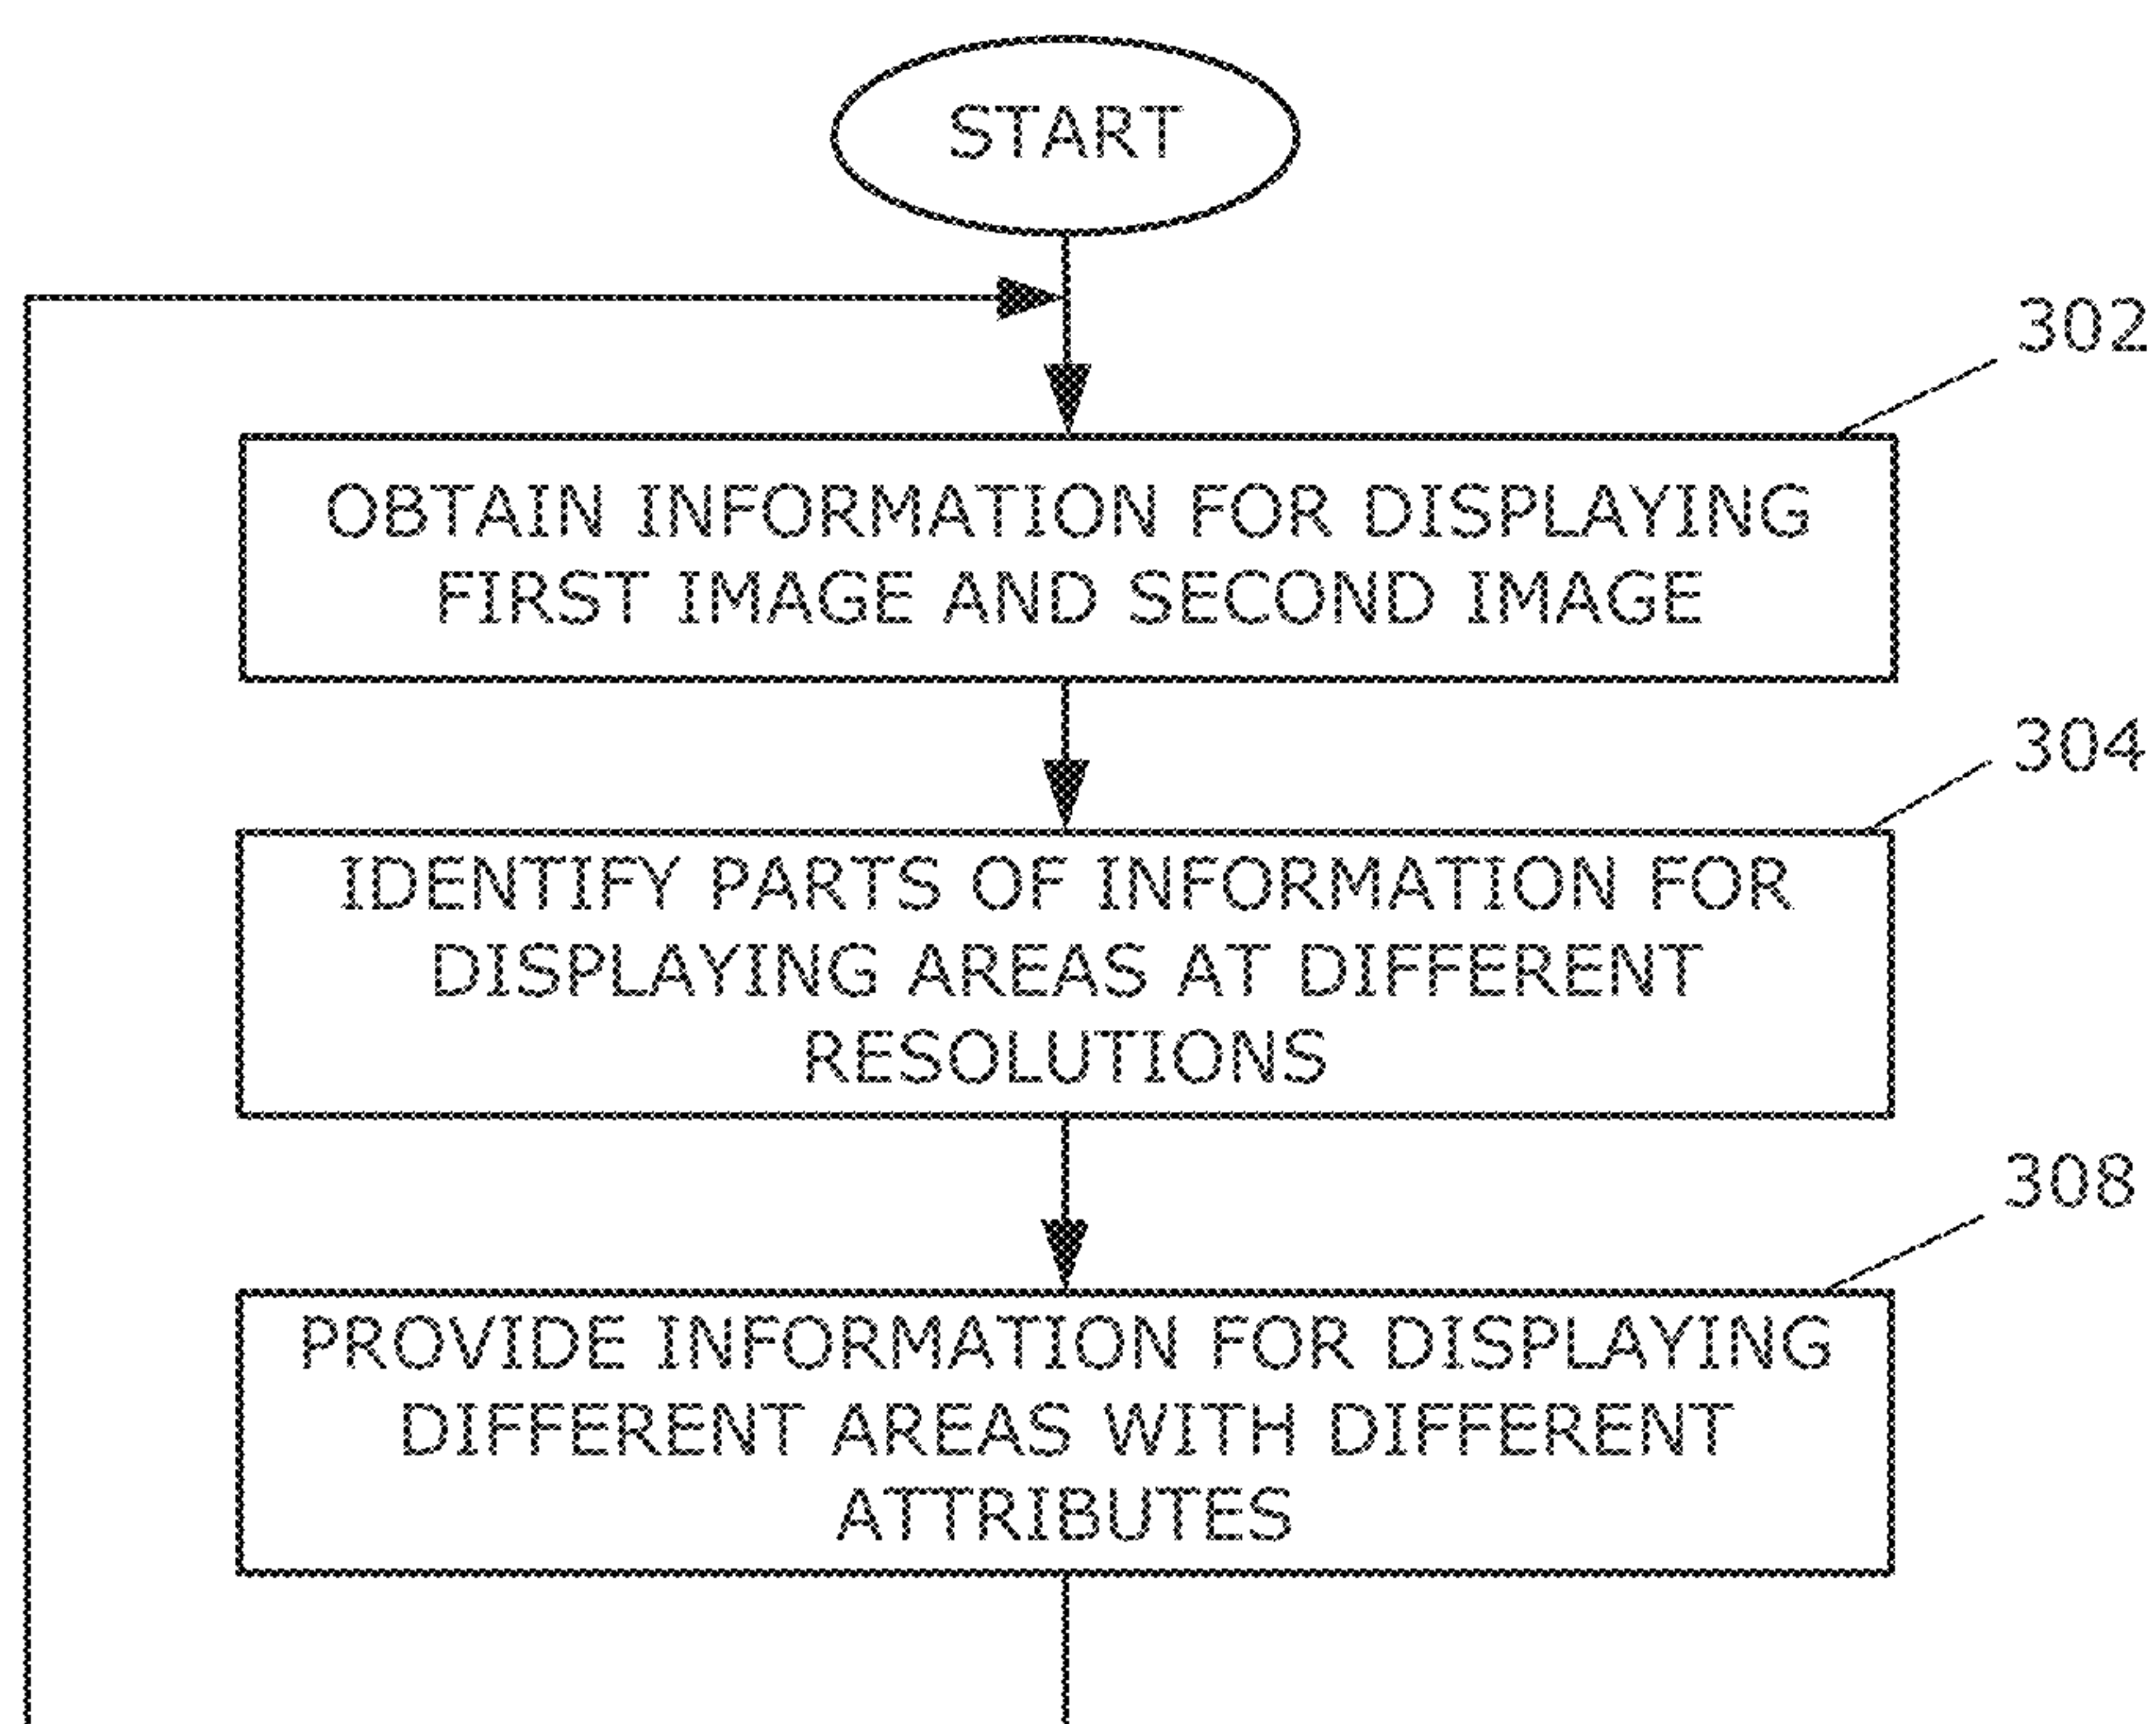 START
302
OBTAIN INFORMATION FOR DISPLAYING
FIRST IMAGE AND SECOND IMAGE
304
IDENTIFY PARTS OF INFORMATION FOR
DISPLAYING AREAS AT DIFFERENT
RESOLUTIONS
308
PROVIDE INFORMATION FOR DISPLAYING
DIFFERENT AREAS WITH DIFFERENT
ATTRIBUTES